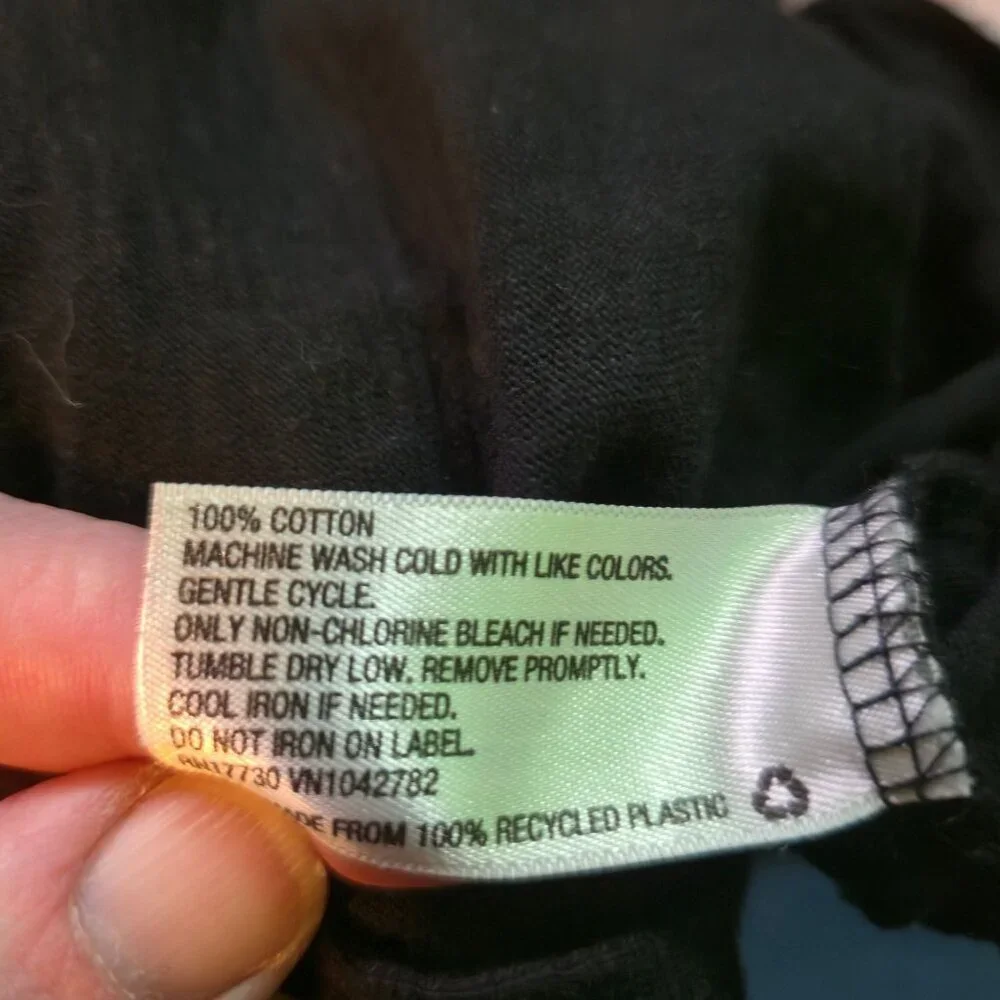 100% COTTON
MACHINE WASH COLD WITH LIKE COLORS.
GENTLE CYCLE.
ONLY NON-CHLORINE BLEACH IF NEEDED.
TUMBLE DRY LOW. REMOVE PROMPTLY.
COOL IRON IF NEEDED.
DO NOT IRON ON LABEL.
RN17730 VN1042782
FROM 100% RECYCLED PLASTIC